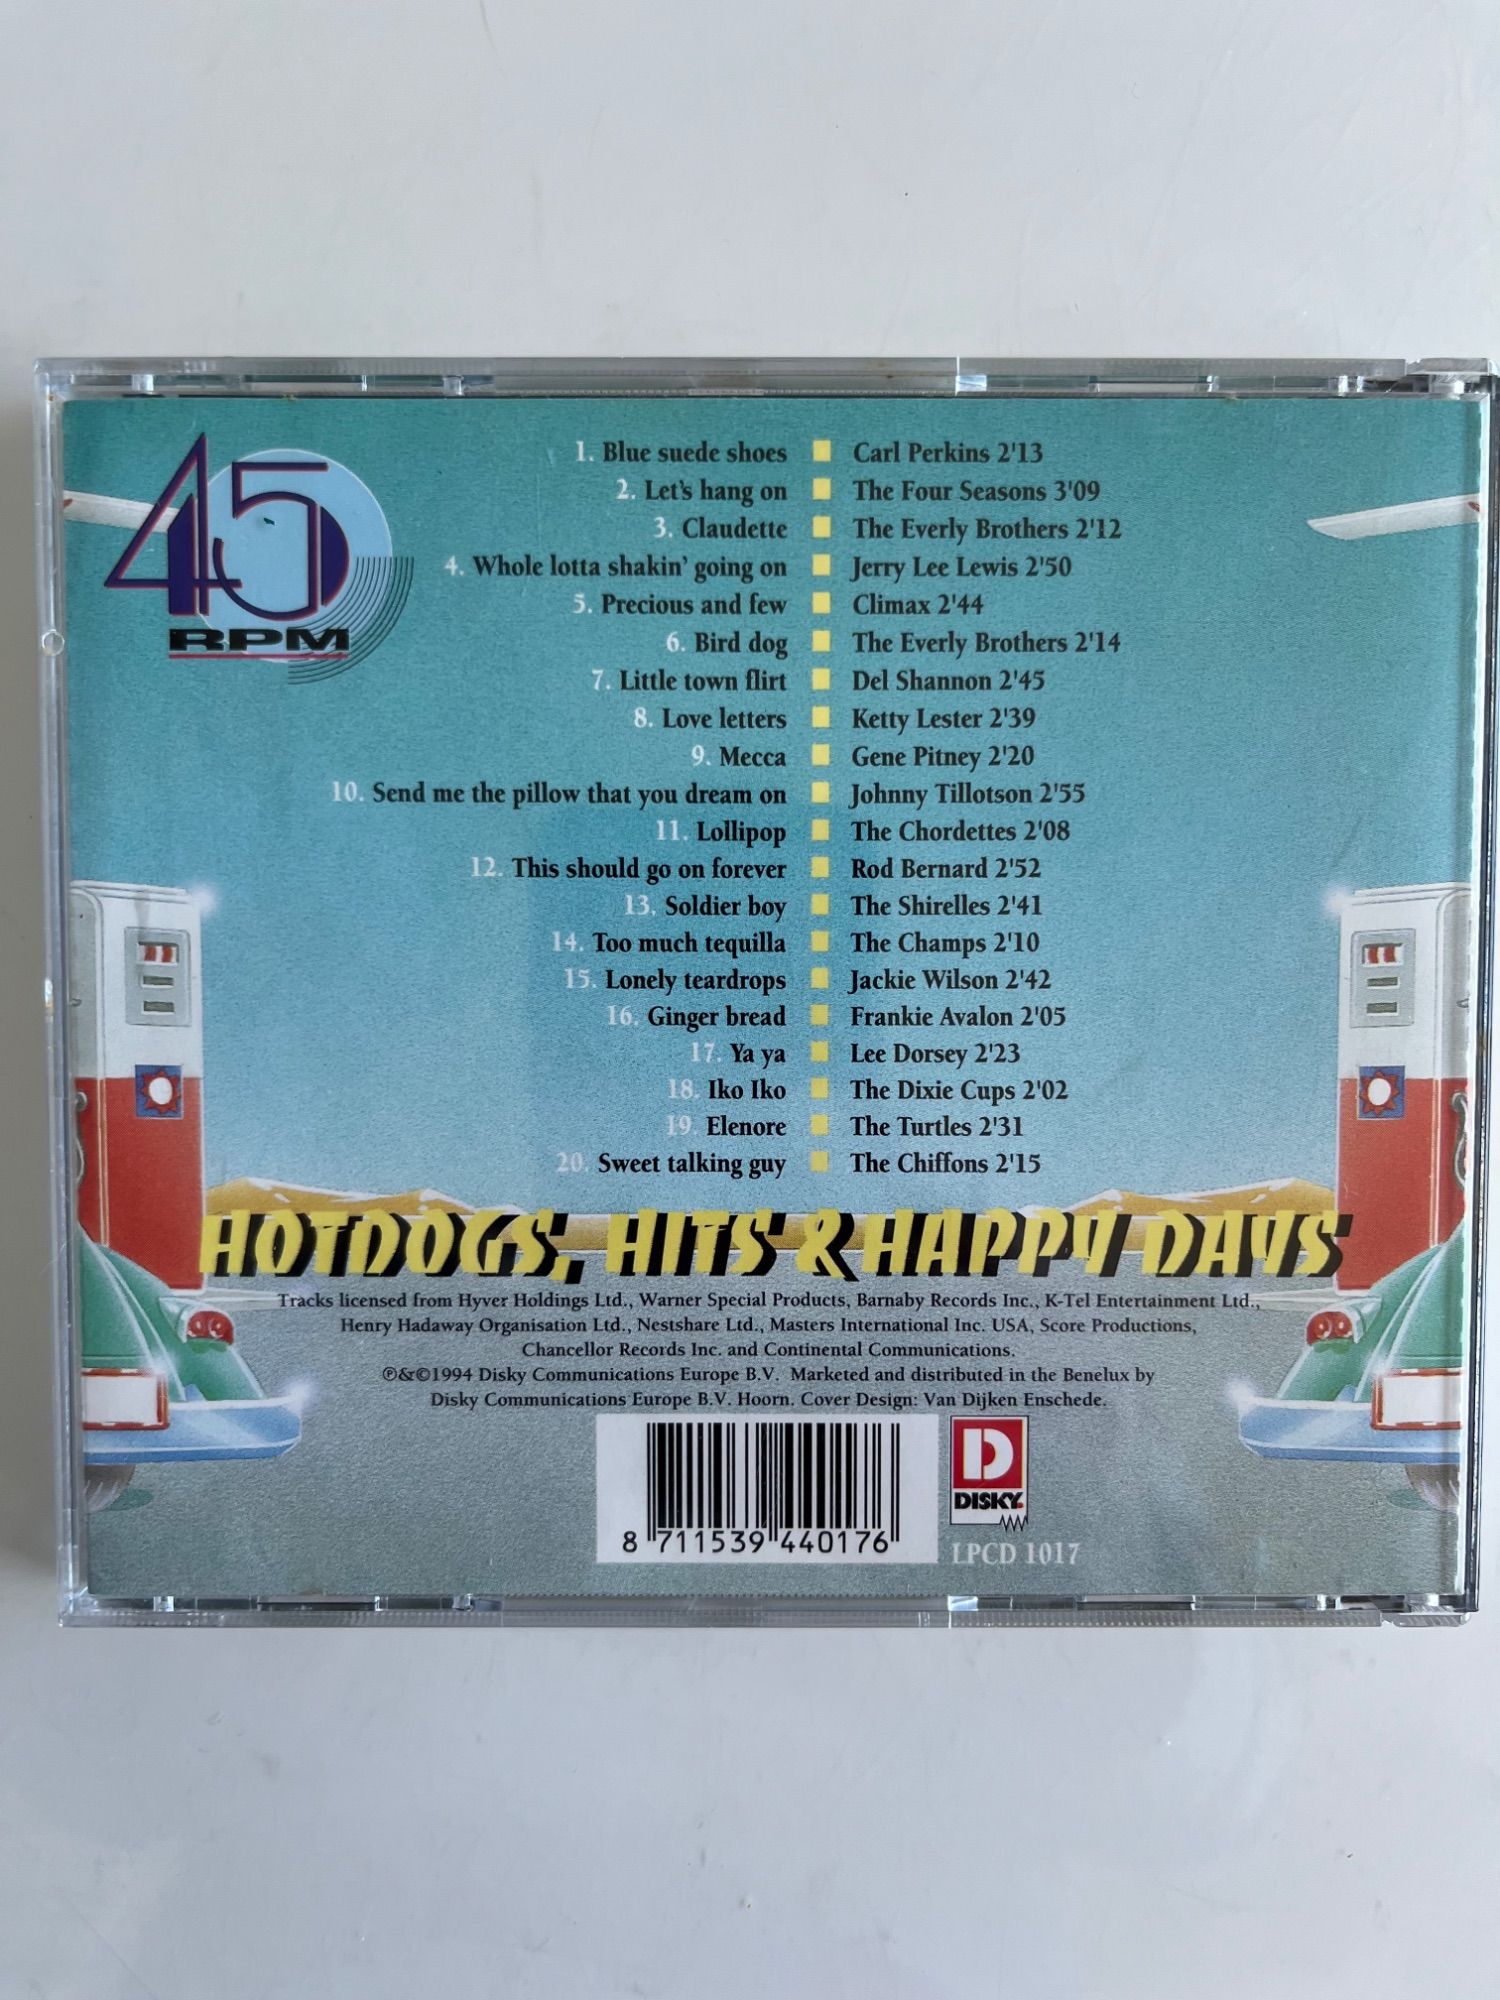 45
RPM
1. Blue suede shoes Carl Perkins 2'13
2. Let's hang on The Four Seasons 3'09
3. Claudette The Everly Brothers 2'12
4. Whole lotta shakin' going on Jerry Lee Lewis 2'50
5. Precious and few Climax 2'44
6. Bird dog The Everly Brothers 2'14
7. Little town flirt Del Shannon 2'45
8. Love letters Ketty Lester 2'39
9. Mecca Gene Pitney 2'20
10. Send me the pillow that you dream on Johnny Tillotson 2'55
11. Lollipop The Chordettes 2'08
12. This should go on forever Rod Bernard 2'52
13. Soldier boy The Shirelles 2'41
14. Too much tequilla The Champs 2'10
15. Lonely teardrops Jackie Wilson 2'42
16. Ginger bread Frankie Avalon 2'05
17. Ya ya Lee Dorsey 2'23
18. Iko Iko The Dixie Cups 2'02
19. Elenore The Turtles 2'31
20. Sweet talking guy The Chiffons 2'15
HOTDOGS, HITS & HAPPY DAYS
Tracks licensed from Hyver Holdings Ltd., Warner Special Products, Barnaby Records Inc., K-Tel Entertainment Ltd.,
Henry Hadaway Organisation Ltd., Nestshare Ltd., Masters International Inc. USA, Score Productions,
Chancellor Records Inc. and Continental Communications.
℗&©1994 Disky Communications Europe B.V. Marketed and distributed in the Benelux by
Disky Communications Europe B.V. Hoorn. Cover Design: Van Dijken Enschede.
D
DISKY.
8 711539 440176
LPCD 1017